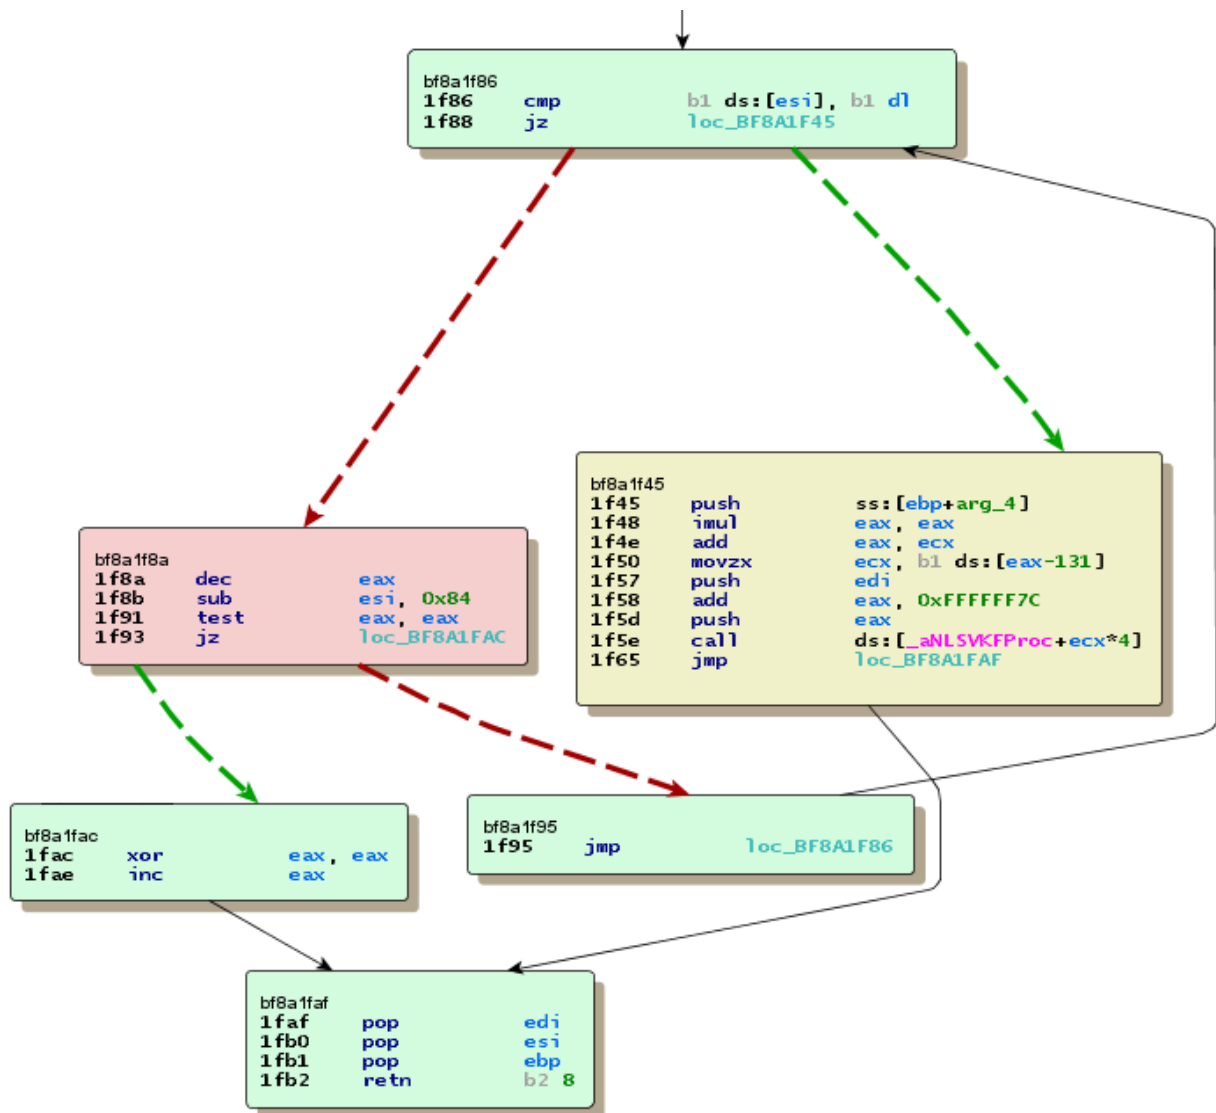 bf8a1f86
1f86 cmp b1 ds:[esi], b1 dl
1f88 jz loc_BF8A1F45
bf8a1f45
1f45 push ss:[ebp+arg_4]
1f48 imul eax, eax
1f4e add eax, ecx
1f50 movzx ecx, b1 ds:[eax-131]
1f57 push edi
1f58 add eax, 0xFFFFFF7C
1f5d push eax
1f5e call ds:[_aNLSVKFProc+ecx*4]
1f65 jmp loc_BF8A1FAF
bf8a1f8a
1f8a dec eax
1f8b sub esi, 0x84
1f91 test eax, eax
1f93 jz loc_BF8A1FAC
bf8a1fac
1fac xor eax, eax
1fae inc eax
bf8a1f95
1f95 jmp loc_BF8A1F86
bf8a1faf
1faf pop edi
1fb0 pop esi
1fb1 pop ebp
1fb2 retn b2 8